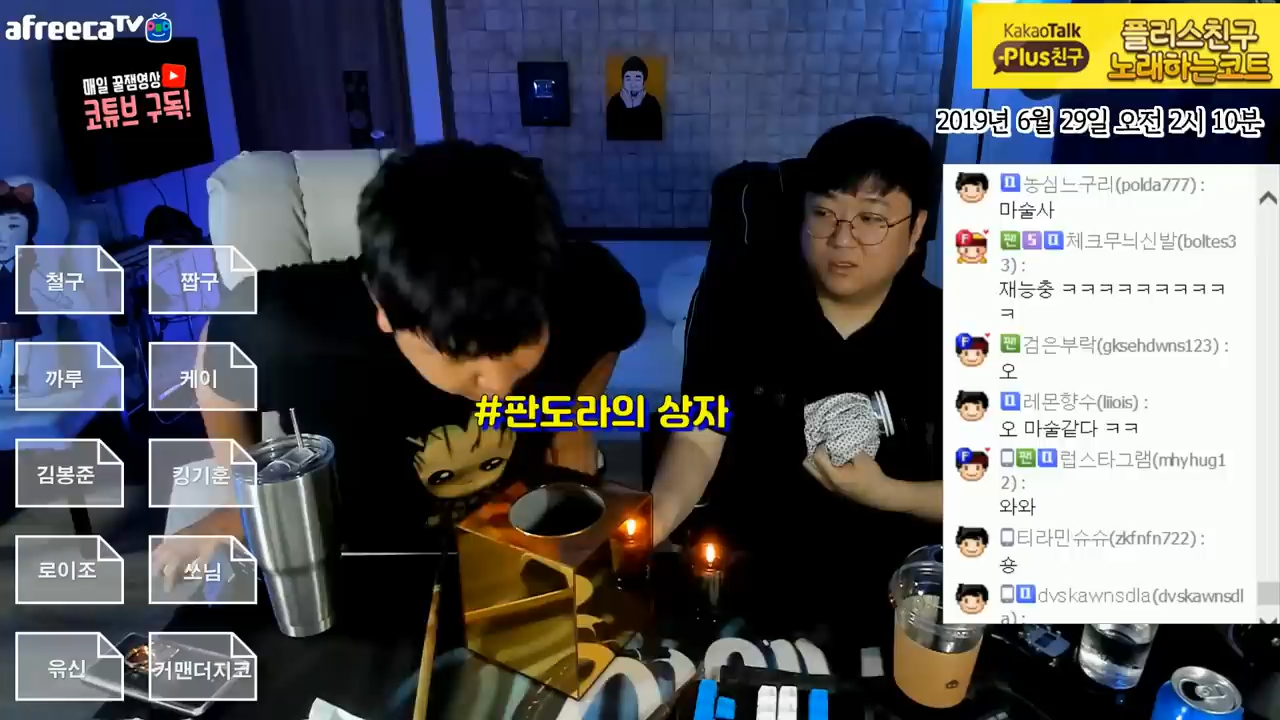 afreecaTV
매일 꿀잼영상
코튜브 구독!
KakaoTalk
Plus친구
플러스친구
노래하는코트
2019년 6월 29일 오전 2시 10분
농심느구리(polda777) :
마술사
팬 S 체크무늬신발(boltes3
3) :
재능충 ㅋㅋㅋㅋㅋㅋㅋㅋㅋ
ㅋ
팬 검은부락(gksehdwns123) :
오
레몬향수(liiois) :
오 마술같다 ㅋㅋ
팬 럽스타그램(mhyhug1
2) :
와와
티라민슈슈(zkfnfn722) :
숑
dvskawnsdla(dvskawnsdl
a) :
철구
짭구
까루
케이
김봉준
킹기훈
로이조
쏘님
유신
커맨더지코
#판도라의 상자